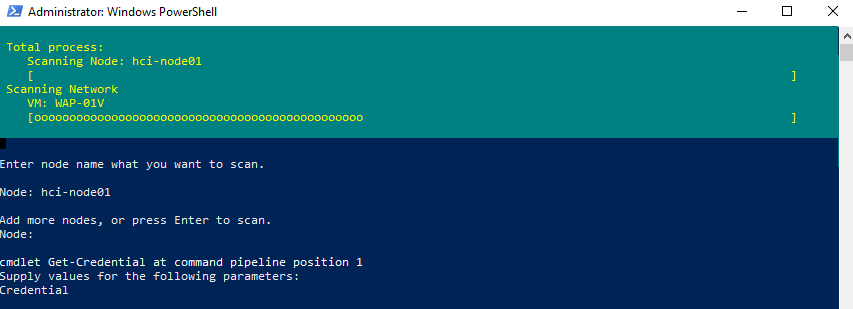 Administrator: Windows PowerShell
Total process:
Scanning Node: hci-node01
[ ]
Scanning Network
VM: WAP-01V
[ooooooooooooooooooooooooooooooooooooooooooooooo ]
Enter node name what you want to scan.
Node: hci-node01
Add more nodes, or press Enter to scan.
Node:
cmdlet Get-Credential at command pipeline position 1
Supply values for the following parameters:
Credential